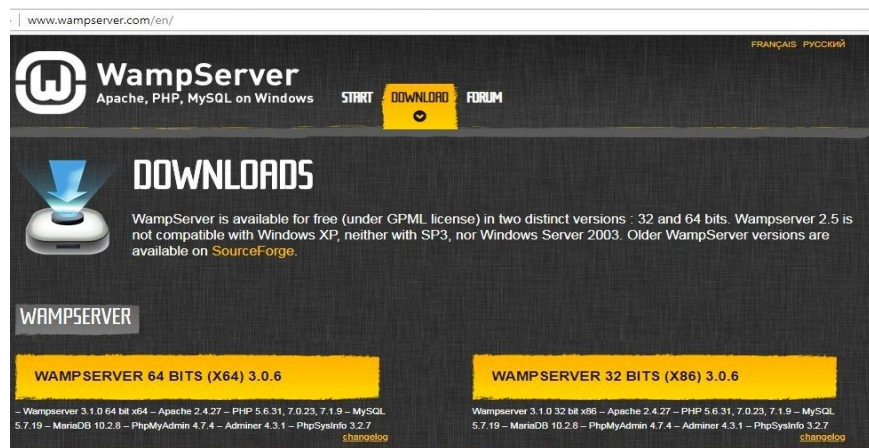 www.wampserver.com/en/
FRANÇAIS РУССКИЙ
WampServer
Apache, PHP, MySQL on Windows
START DOWNLOAD FORUM
DOWNLOADS
WampServer is available for free (under GPML license) in two distinct versions : 32 and 64 bits. Wampserver 2.5 is
not compatible with Windows XP, neither with SP3, nor Windows Server 2003. Older WampServer versions are
available on SourceForge.
WAMPSERVER
WAMPSERVER 64 BITS (X64) 3.0.6
– Wampserver 3.1.0 64 bit x64 – Apache 2.4.27 – PHP 5.6.31, 7.0.23, 7.1.9 – MySQL
5.7.19 – MariaDB 10.2.8 – PhpMyAdmin 4.7.4 – Adminer 4.3.1 – PhpSysInfo 3.2.7
changelog
WAMPSERVER 32 BITS (X86) 3.0.6
Wampserver 3.1.0 32 bit x86 – Apache 2.4.27 – PHP 5.6.31, 7.0.23, 7.1.9 – MySQL
5.7.19 – MariaDB 10.2.8 – PhpMyAdmin 4.7.4 – Adminer 4.3.1 – PhpSysInfo 3.2.7
changelog